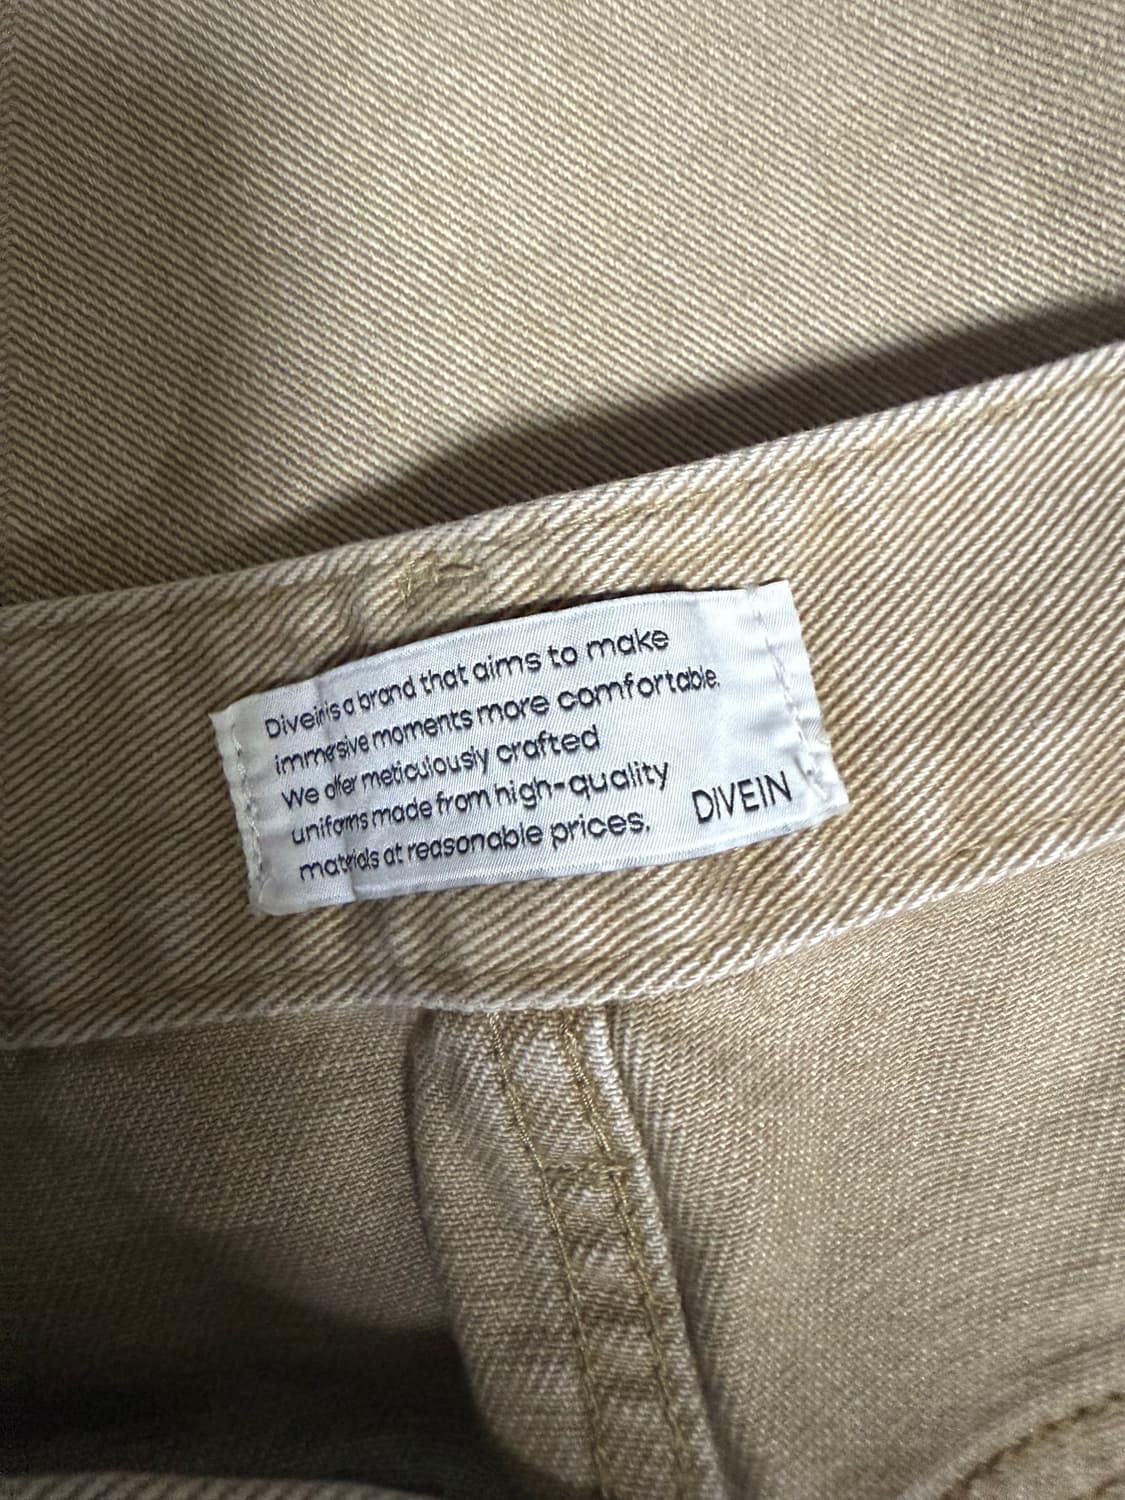 Divein is a brand that aims to make
immersive moments more comfortable.
We offer meticulously crafted
uniforms made from high-quality
materials at reasonable prices.
DIVEIN